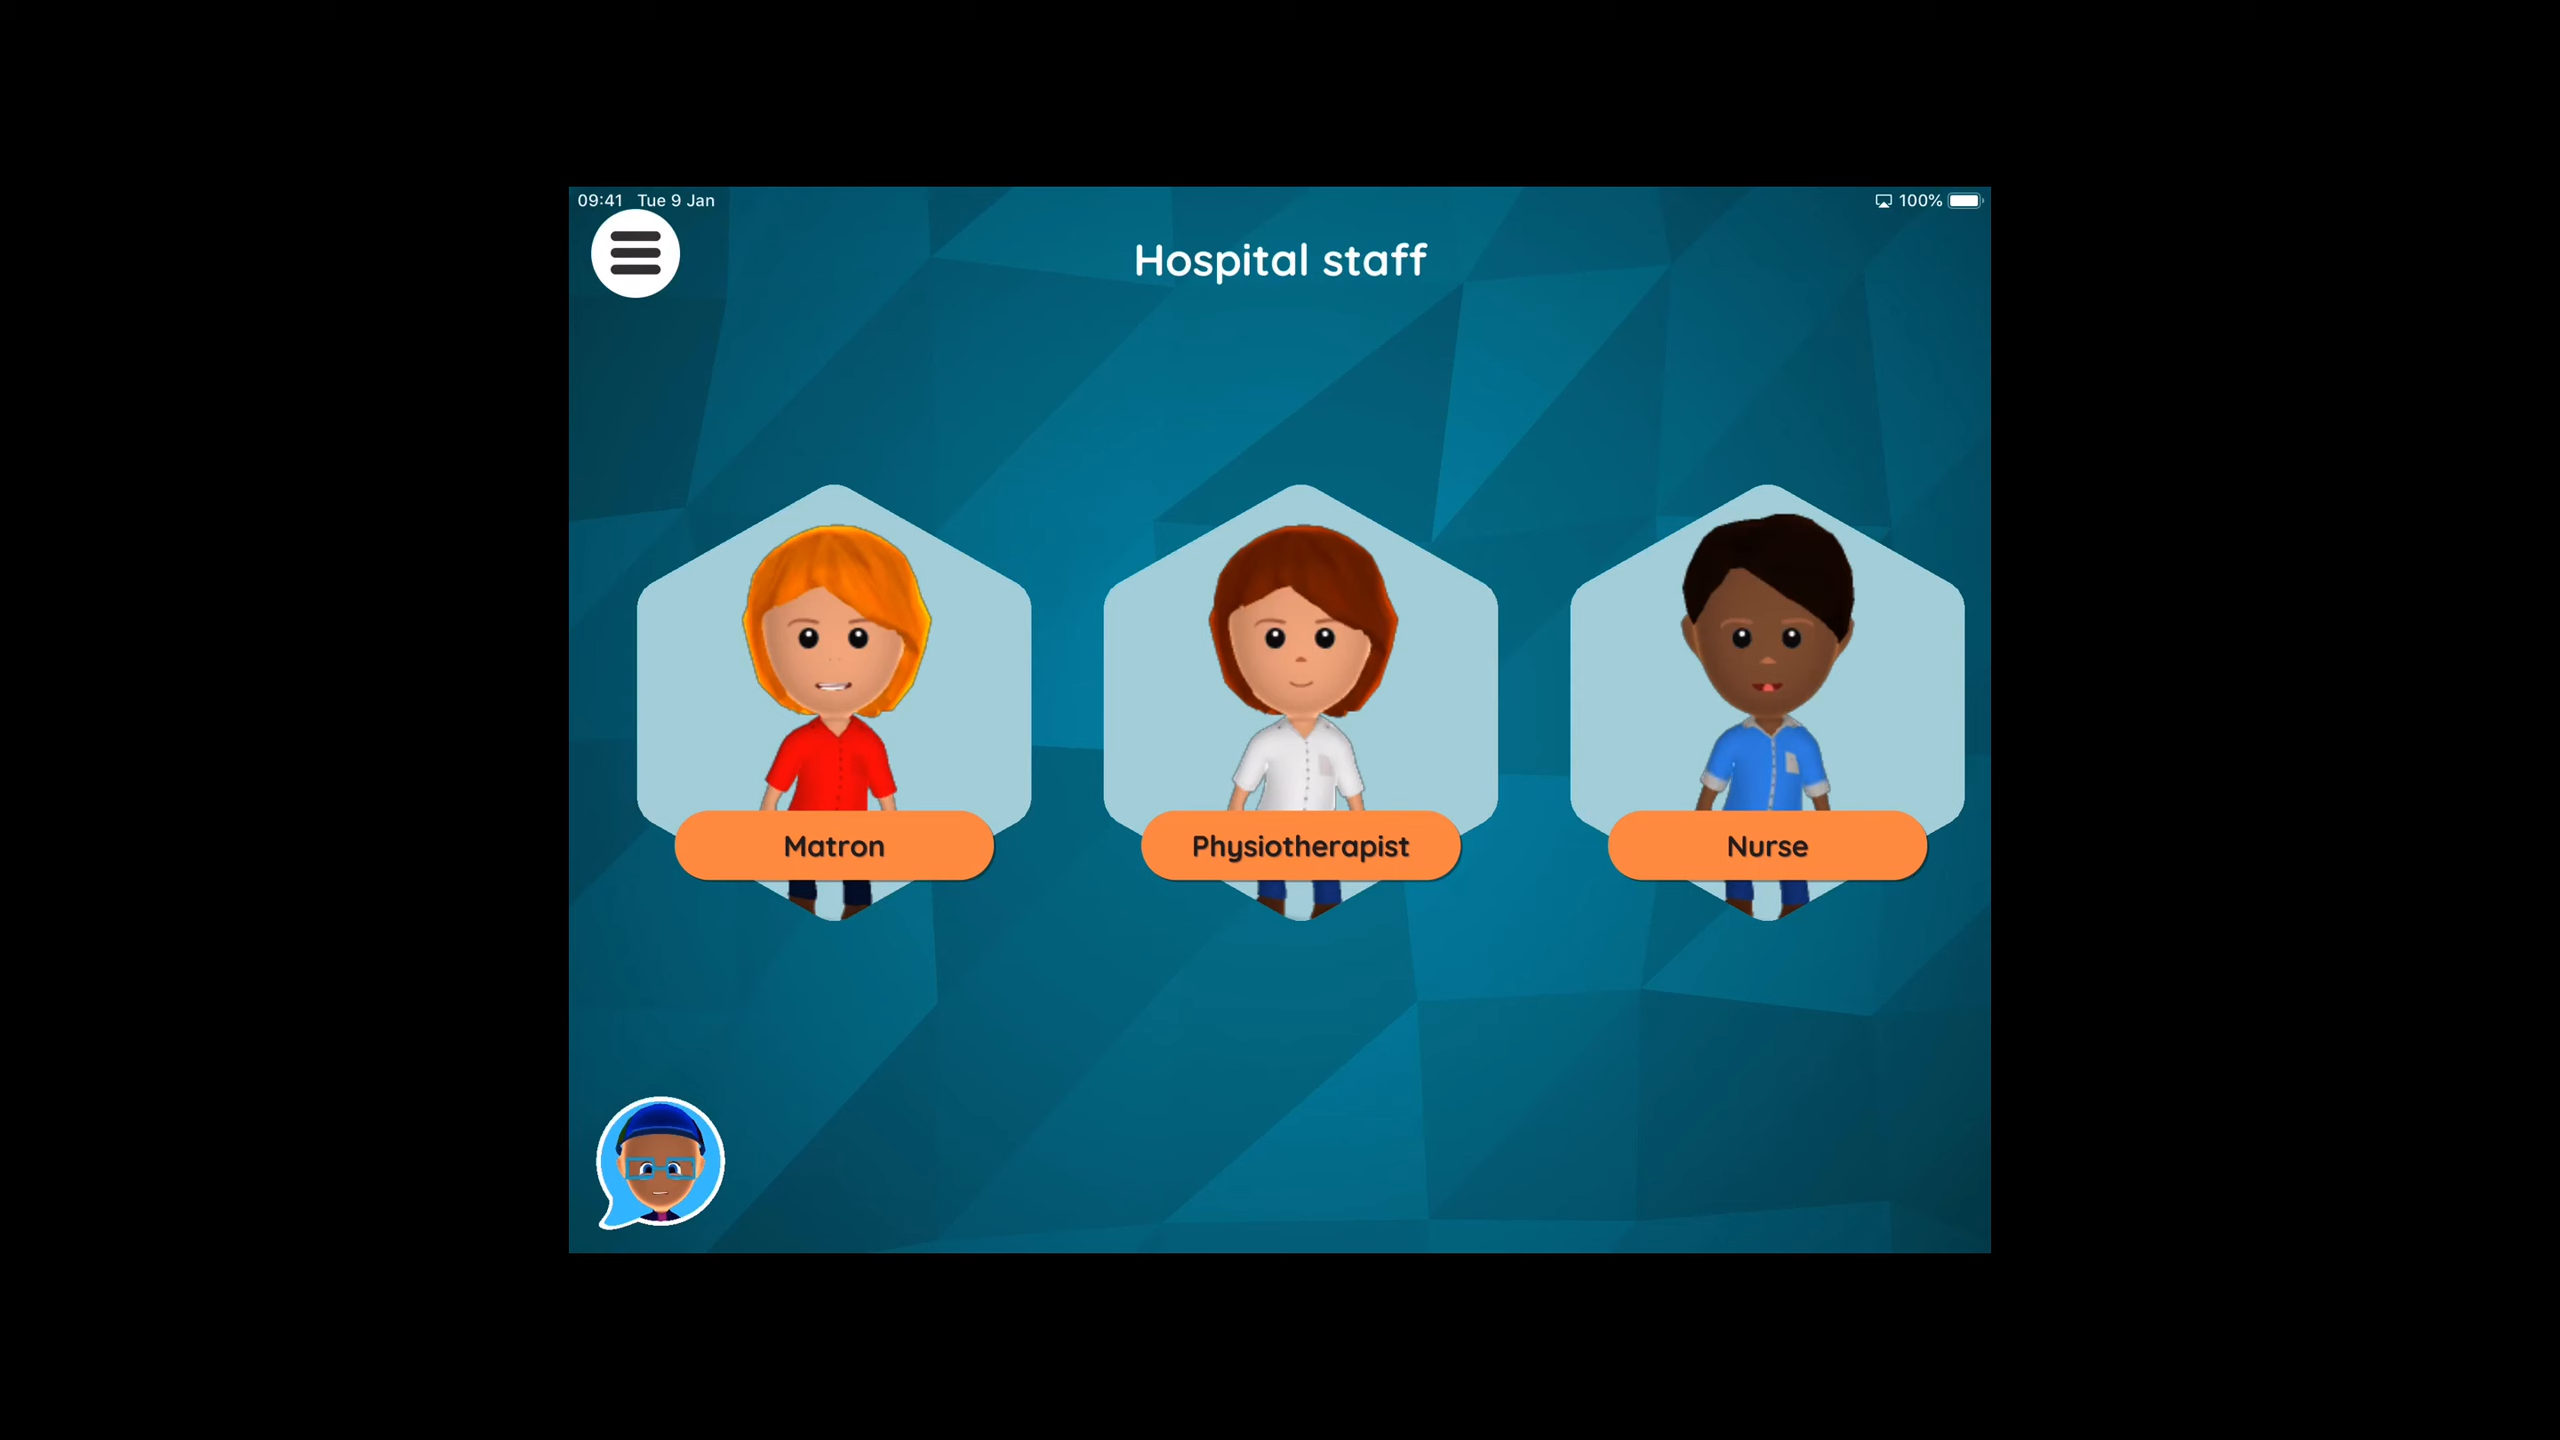 09:41 Tue 9 Jan
100%
Hospital staff
Matron
Physiotherapist
Nurse